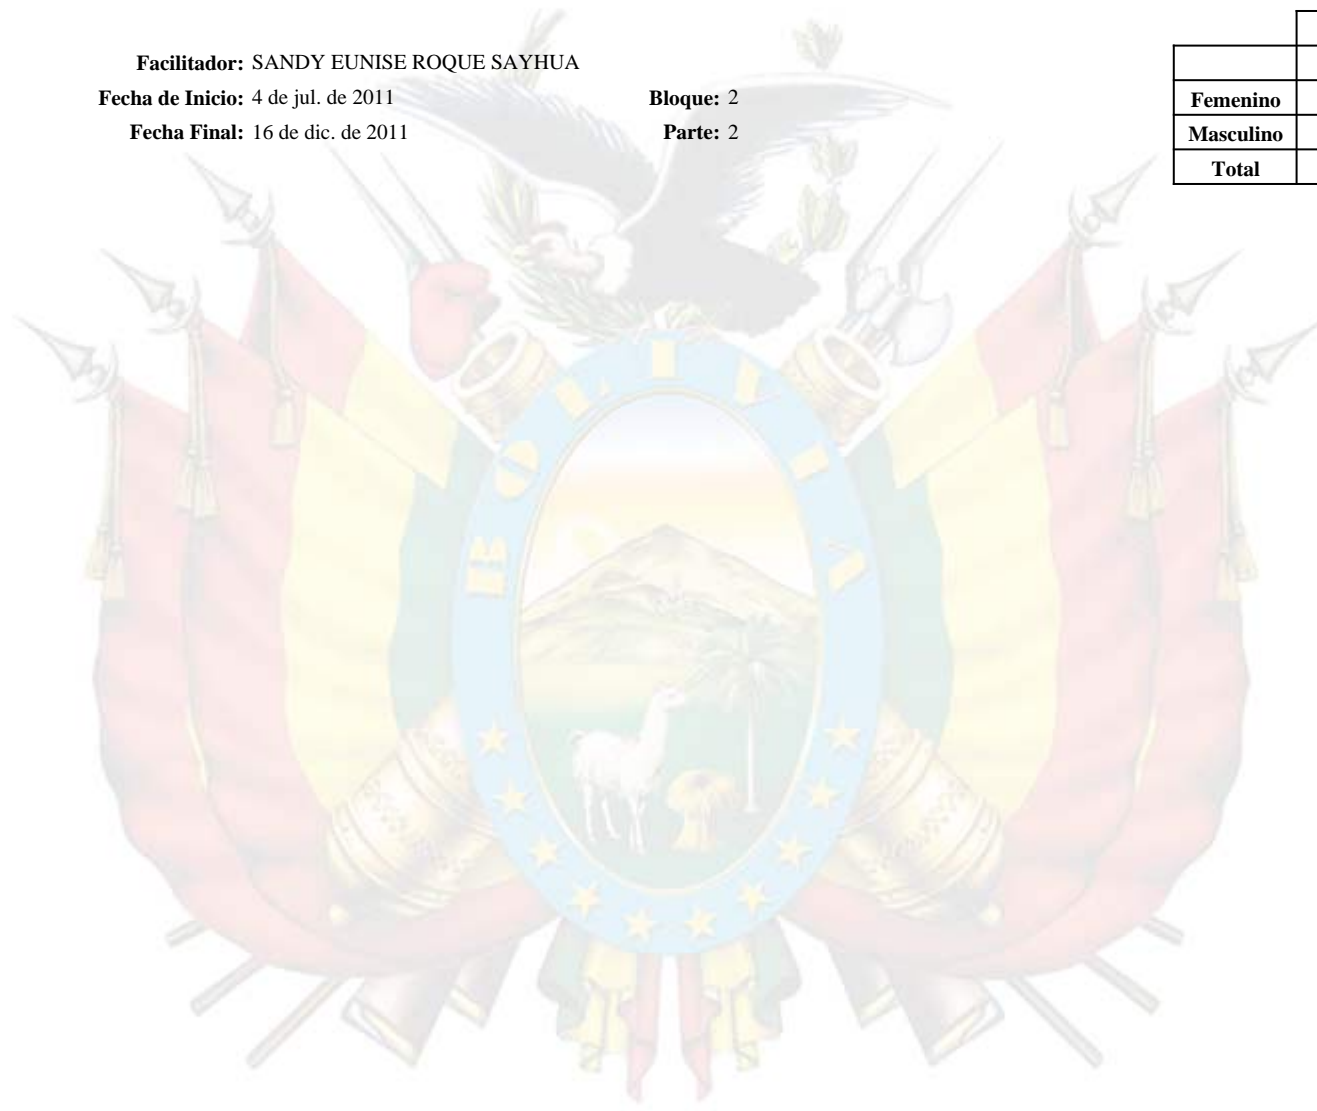 Facilitador: SANDY EUNISE ROQUE SAYHUA
Fecha de Inicio: 4 de jul. de 2011 Bloque: 2
Fecha Final: 16 de dic. de 2011 Parte: 2
Femenino
Masculino
Total
BOLIVIA